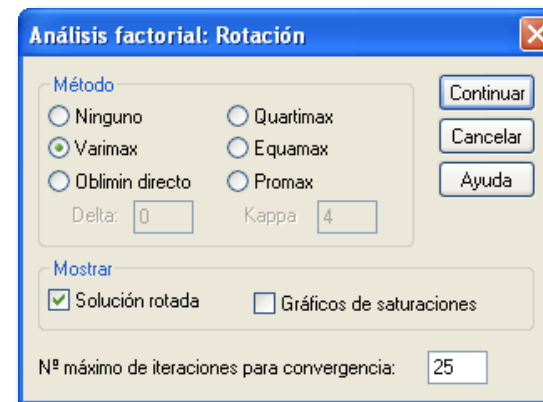 Análisis factorial: Rotación
Método
Ninguno
Quartimax
Varimax
Equamax
Oblimin directo
Promax
Delta: 0
Kappa 4
Continuar
Cancelar
Ayuda
Mostrar
Solución rotada
Gráficos de saturaciones
Nº máximo de iteraciones para convergencia: 25